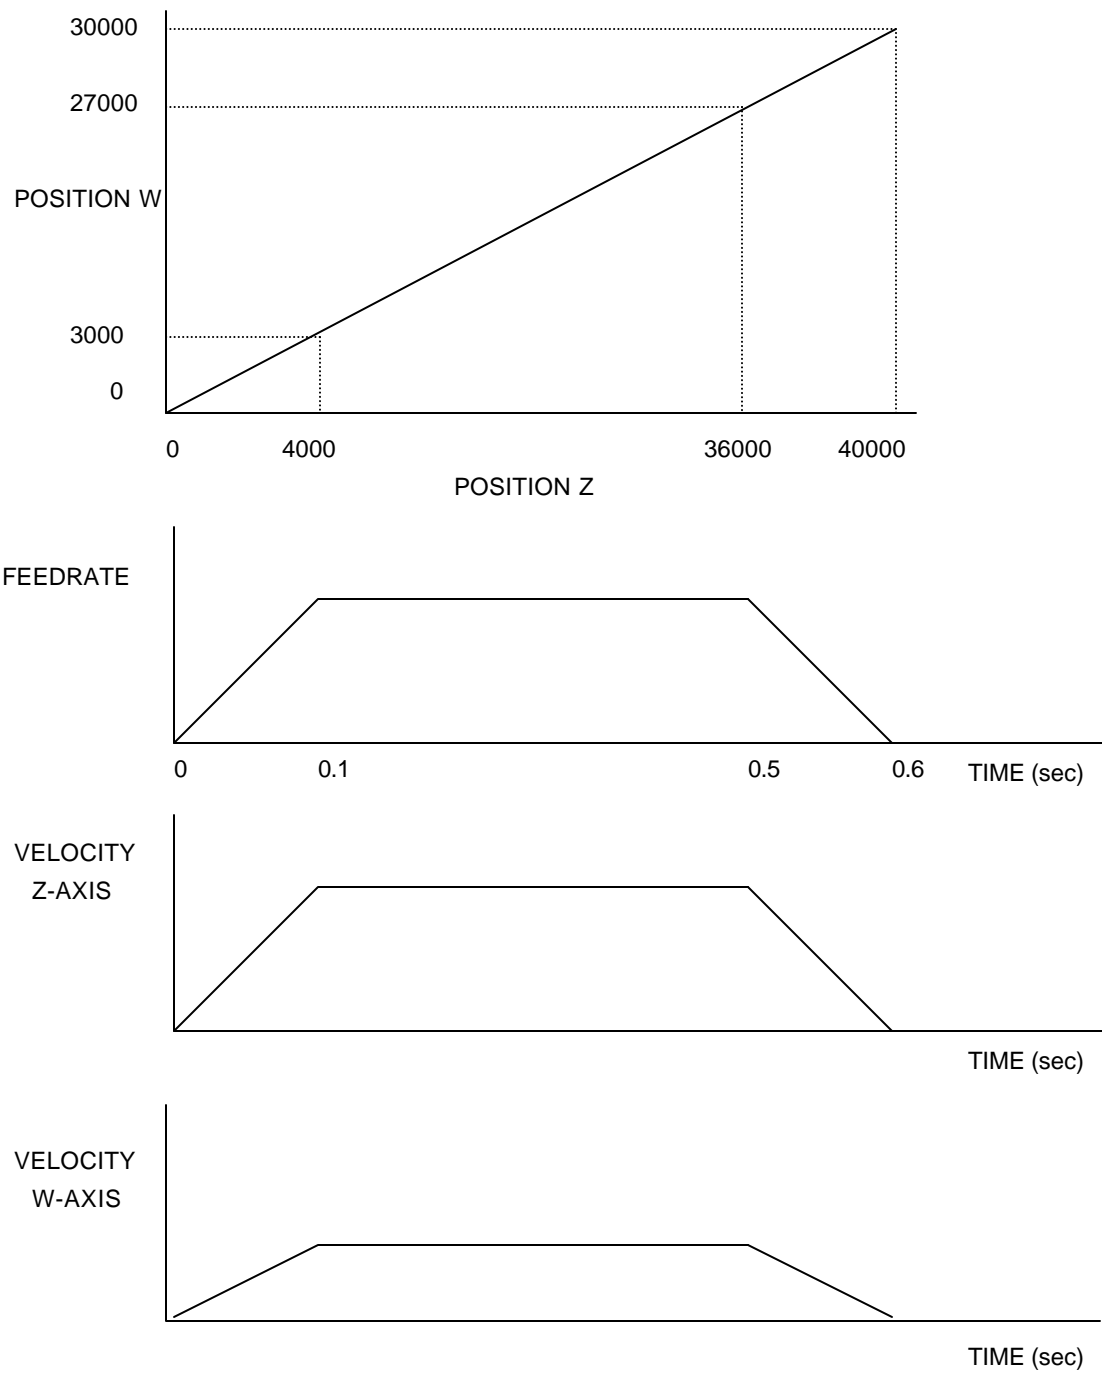 30000
27000
POSITION W
3000
0
0 4000 36000 40000
POSITION Z
FEEDRATE
0 0.1 0.5 0.6 TIME (sec)
VELOCITY
Z-AXIS
TIME (sec)
VELOCITY
W-AXIS
TIME (sec)